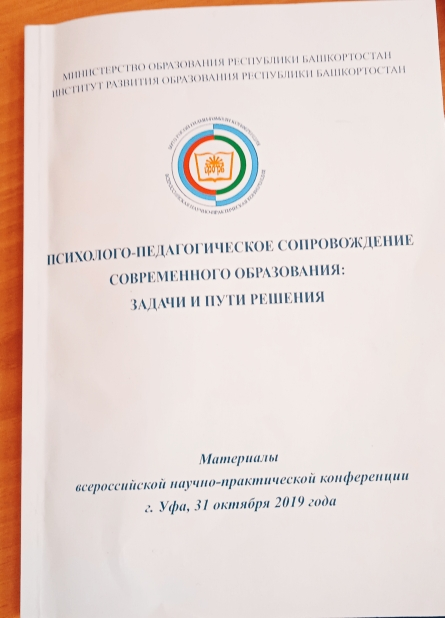 МИНИСТЕРСТВО ОБРАЗОВАНИЯ РЕСПУБЛИКИ БАШКОРТОСТАН
ИНСТИТУТ РАЗВИТИЯ ОБРАЗОВАНИЯ РЕСПУБЛИКИ БАШКОРТОСТАН
ПСИХОЛОГО-ПЕДАГОГИЧЕСКОЕ СОПРОВОЖДЕНИЕ
СОВРЕМЕННОГО ОБРАЗОВАНИЯ:
ЗАДАЧИ И ПУТИ РЕШЕНИЯ
Материалы
всероссийской научно-практической конференции
г. Уфа, 31 октября 2019 года